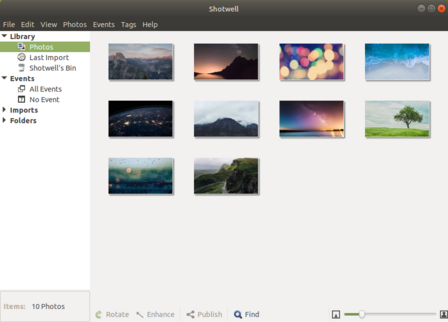 Shotwell
File Edit View Photos Events Tags Help
Library
Photos
Last Import
Shotwell's Bin
Events
All Events
No Event
Imports
Folders
Items: 10 Photos
Rotate Enhance Publish Find